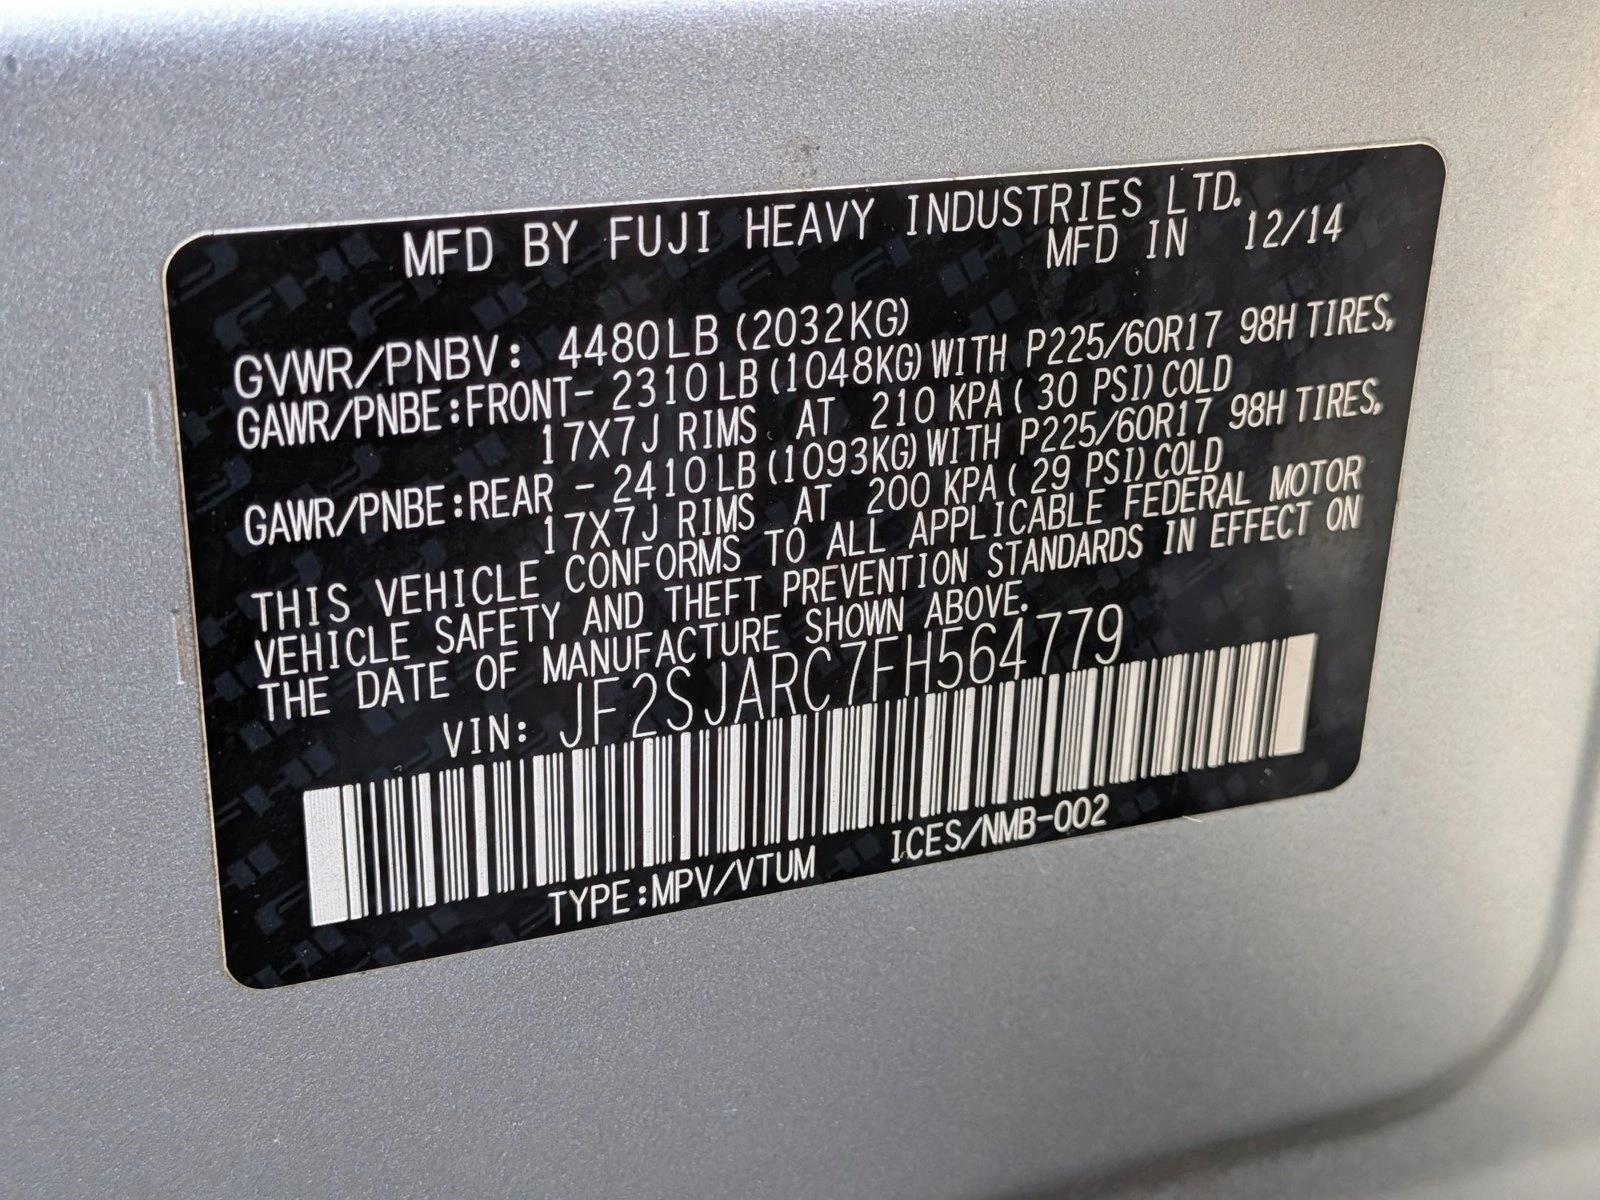 MFD BY FUJI HEAVY INDUSTRIES LTD.
MFD IN 12/14
GVWR/PNBV: 4480LB (2032KG)
GAWR/PNBE:FRONT- 2310LB(1048KG)WITH P225/60R17 98H TIRES,
17X7J RIMS AT 210 KPA( 30 PSI)COLD
GAWR/PNBE:REAR - 2410LB(1093KG)WITH P225/60R17 98H TIRES,
17X7J RIMS AT 200 KPA( 29 PSI)COLD
THIS VEHICLE CONFORMS TO ALL APPLICABLE FEDERAL MOTOR
VEHICLE SAFETY AND THEFT PREVENTION STANDARDS IN EFFECT ON
THE DATE OF MANUFACTURE SHOWN ABOVE.
VIN: JF2SJARC7FH564779
TYPE:MPV/VTUM ICES/NMB-002